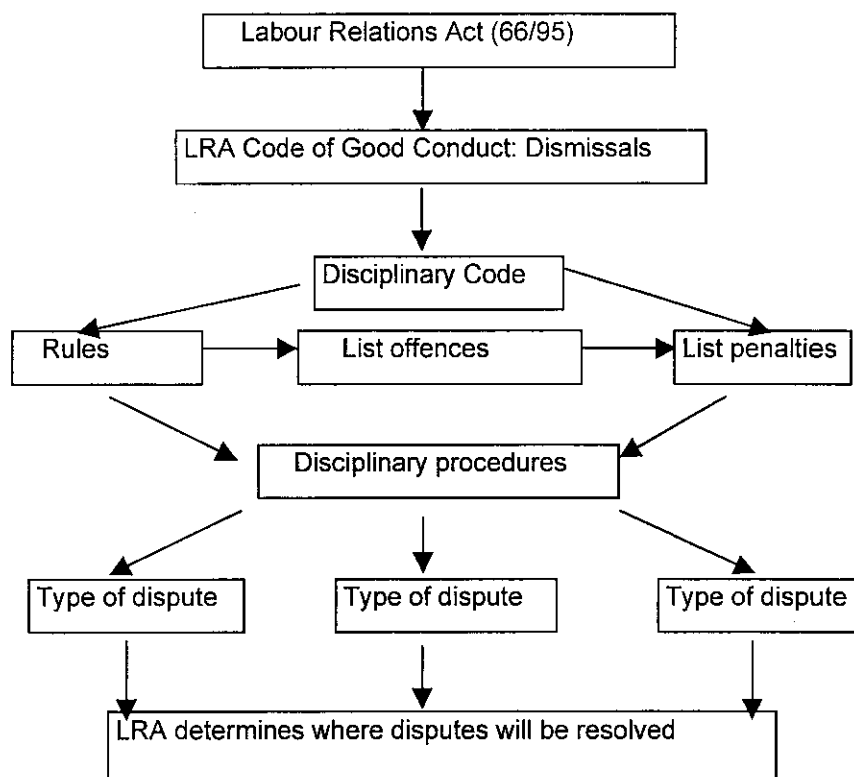 Labour Relations Act (66/95)
LRA Code of Good Conduct: Dismissals
Disciplinary Code
Rules
List offences
List penalties
Disciplinary procedures
Type of dispute
Type of dispute
Type of dispute
LRA determines where disputes will be resolved